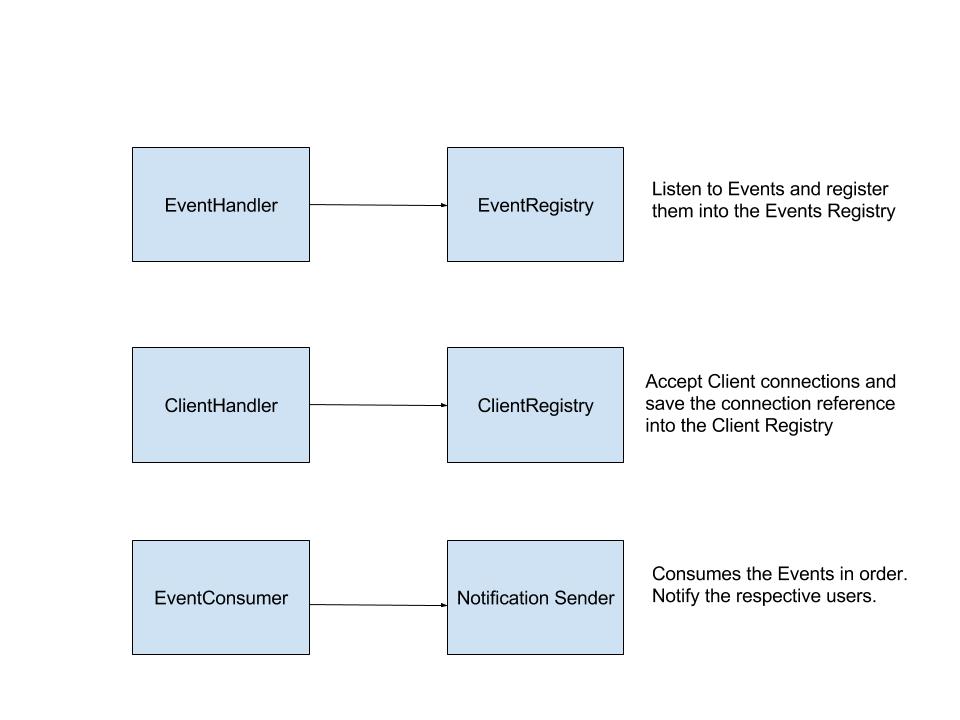 EventHandler
EventRegistry
Listen to Events and register
them into the Events Registry
ClientHandler
ClientRegistry
Accept Client connections and
save the connection reference
into the Client Registry
EventConsumer
Notification Sender
Consumes the Events in order.
Notify the respective users.